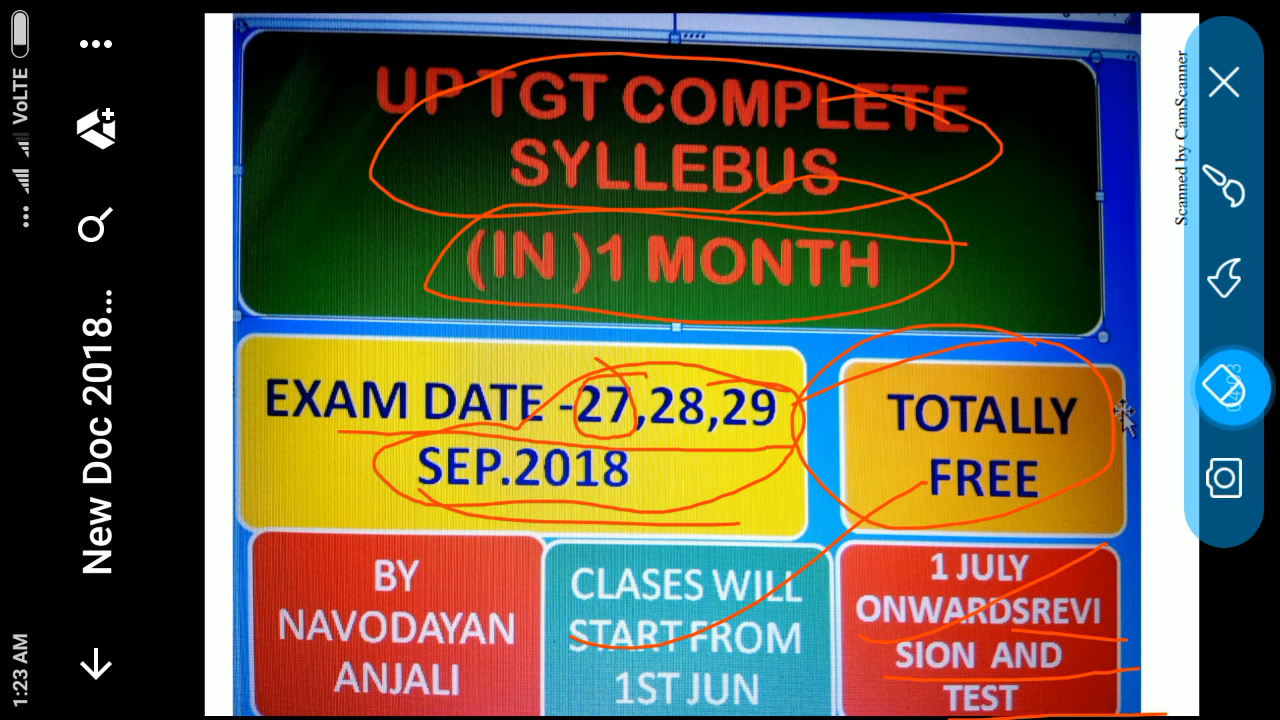 UP TGT COMPLETE
SYLLEBUS
(IN )1 MONTH
EXAM DATE -27,28,29
SEP.2018
TOTALLY
FREE
BY
NAVODAYAN
ANJALI
CLASES WILL
START FROM
1ST JUN
1 JULY
ONWARDSREVI
SION AND
TEST
Scanned by CamScanner
New Doc 2018...
VoLTE
1:23 AM